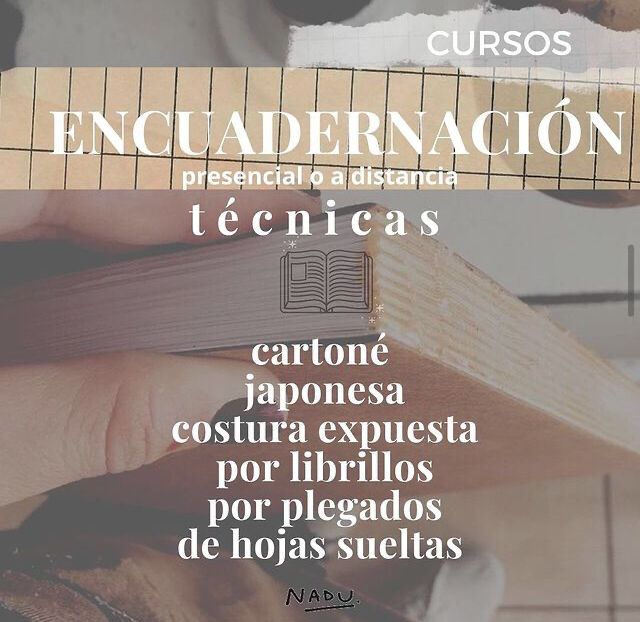 CURSOS
ENCUADERNACIÓN
presencial o a distancia
técnicas
cartoné
japonesa
costura expuesta
por librillos
por plegados
de hojas sueltas
NADU.